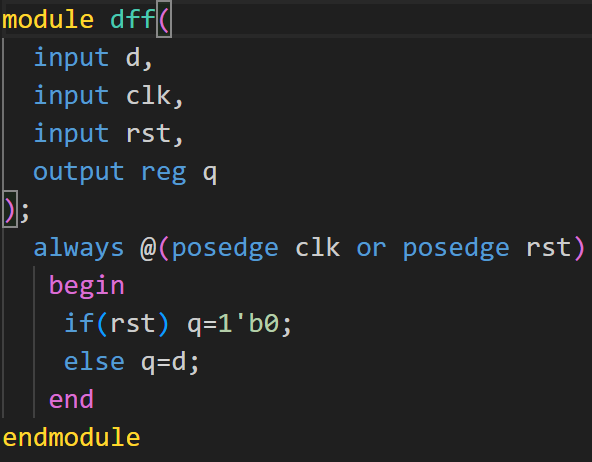 module dff(
input d,
input clk,
input rst,
output reg q
);
always @(posedge clk or posedge rst)
begin
if(rst) q=1'b0;
else q=d;
end
endmodule